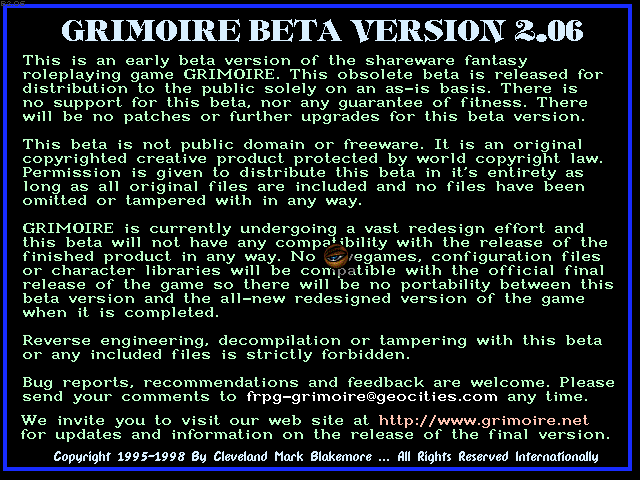 GRIMOIRE BETA VERSION 2.06
This is an early beta version of the shareware fantasy
roleplaying game GRIMOIRE. This obsolete beta is released for
distribution to the public solely on an as-is basis. There is
no support for this beta, nor any guarantee of fitness. There
will be no patches or further upgrades for this beta version.
This beta is not public domain or freeware. It is an original
copyrighted creative product protected by world copyright law.
Permission is given to distribute this beta in it's entirety as
long as all original files are included and no files have been
omitted or tampered with in any way.
GRIMOIRE is currently undergoing a vast redesign effort and
this beta will not have any compatibility with the release of the
finished product in any way. No savegames, configuration files
or character libraries will be compatible with the official final
release of the game so there will be no portability between this
beta version and the all-new redesigned version of the game
when it is completed.
Reverse engineering, decompilation or tampering with this beta
or any included files is strictly forbidden.
Bug reports, recommendations and feedback are welcome. Please
send your comments to frpg-grimoire@geocities.com any time.
We invite you to visit our web site at http://www.grimoire.net
for updates and information on the release of the final version.
Copyright 1995-1998 By Cleveland Mark Blakemore ... All Rights Reserved Internationally